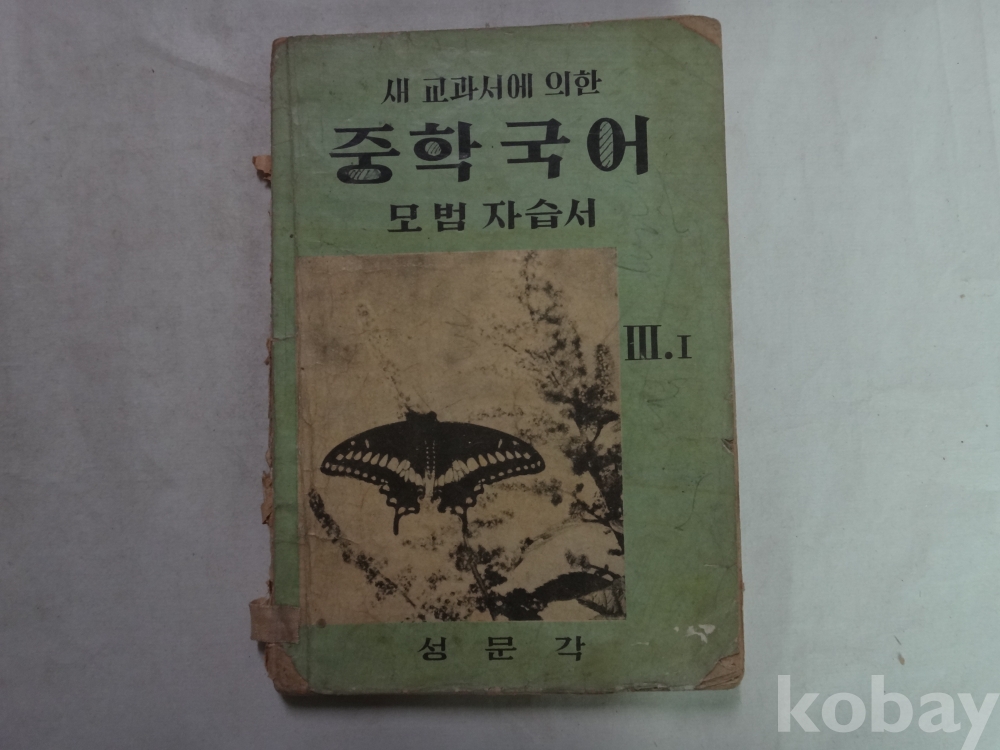 새 교과서에 의한
중학국어
모범 자습서
III.I
성문각
kobay